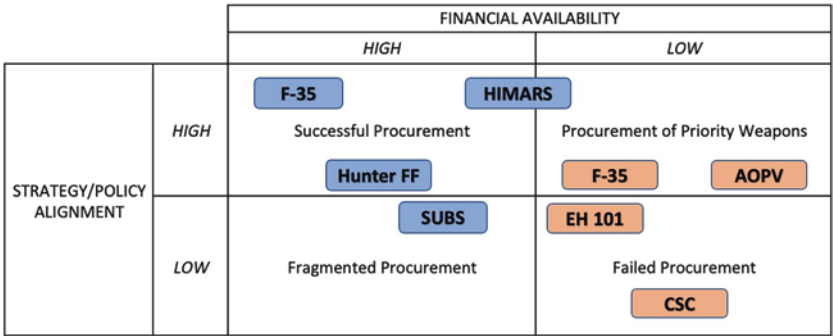 FINANCIAL AVAILABILITY
HIGH
LOW
STRATEGY/POLICY
ALIGNMENT
HIGH
F-35
HIMARS
Successful Procurement
Procurement of Priority Weapons
Hunter FF
F-35
AOPV
LOW
SUBS
EH 101
Fragmented Procurement
Failed Procurement
CSC